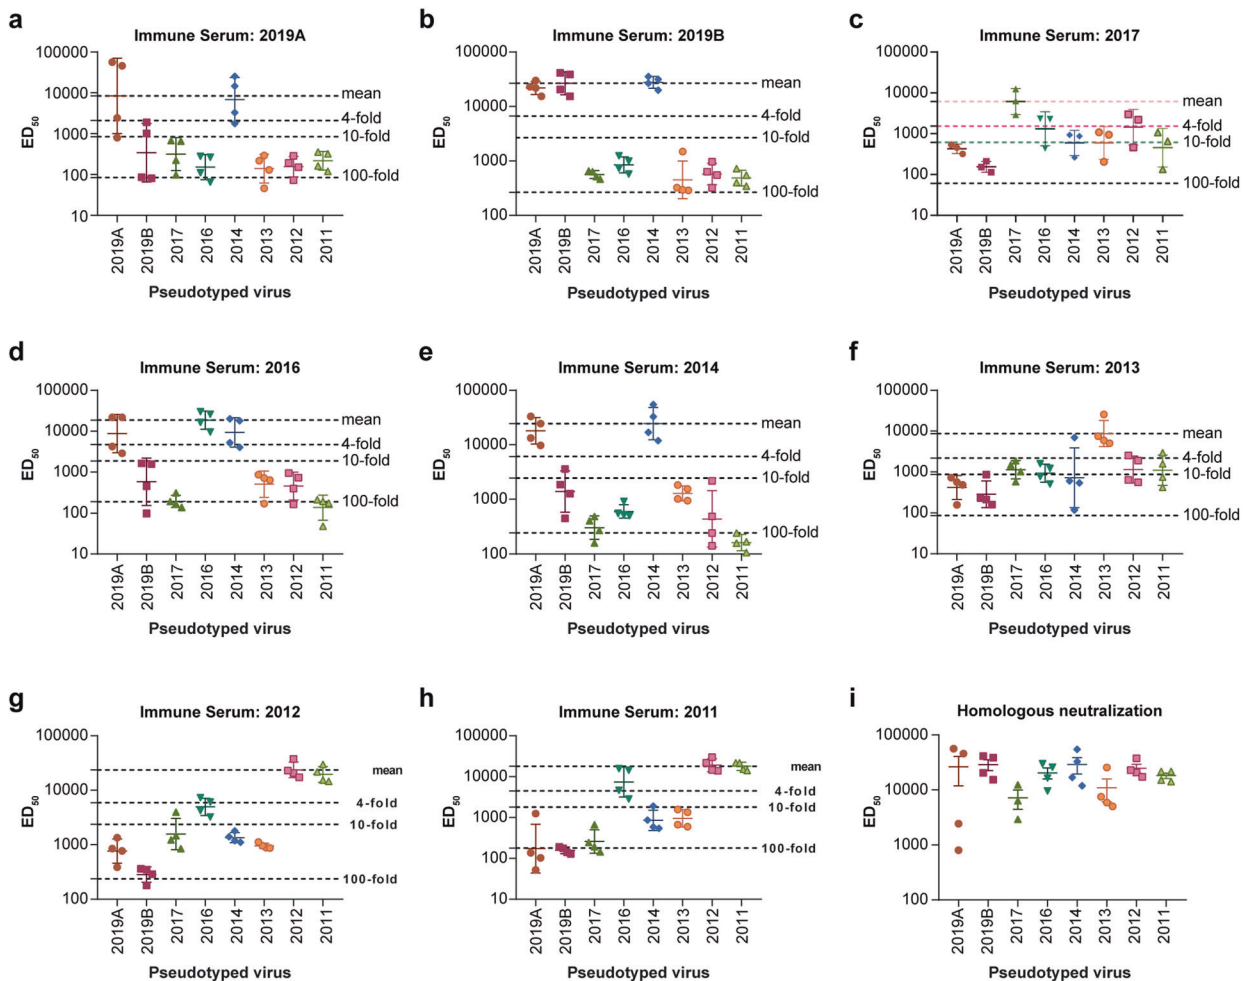 a
Immune Serum: 2019A
ED50
100000
10000
1000
100
10
mean
4-fold
10-fold
100-fold
2019A
2019B
2017
2016
2014
2013
2012
2011
Pseudotyped virus
b
Immune Serum: 2019B
ED50
100000
10000
1000
100
mean
4-fold
10-fold
100-fold
2019A
2019B
2017
2016
2014
2013
2012
2011
Pseudotyped virus
c
Immune Serum: 2017
ED50
100000
10000
1000
100
10
mean
4-fold
10-fold
100-fold
2019A
2019B
2017
2016
2014
2013
2012
2011
Pseudotyped virus
d
Immune Serum: 2016
ED50
100000
10000
1000
100
10
mean
4-fold
10-fold
100-fold
2019A
2019B
2017
2016
2014
2013
2012
2011
Pseudotyped virus
e
Immune Serum: 2014
ED50
100000
10000
1000
100
mean
4-fold
10-fold
100-fold
2019A
2019B
2017
2016
2014
2013
2012
2011
Pseudotyped virus
f
Immune Serum: 2013
ED50
100000
10000
1000
100
10
mean
4-fold
10-fold
100-fold
2019A
2019B
2017
2016
2014
2013
2012
2011
Pseudotyped virus
g
Immune Serum: 2012
ED50
100000
10000
1000
100
mean
4-fold
10-fold
100-fold
2019A
2019B
2017
2016
2014
2013
2012
2011
Pseudotyped virus
h
Immune Serum: 2011
ED50
100000
10000
1000
100
10
mean
4-fold
10-fold
100-fold
2019A
2019B
2017
2016
2014
2013
2012
2011
Pseudotyped virus
i
Homologous neutralization
ED50
100000
10000
1000
100
2019A
2019B
2017
2016
2014
2013
2012
2011
Pseudotyped virus